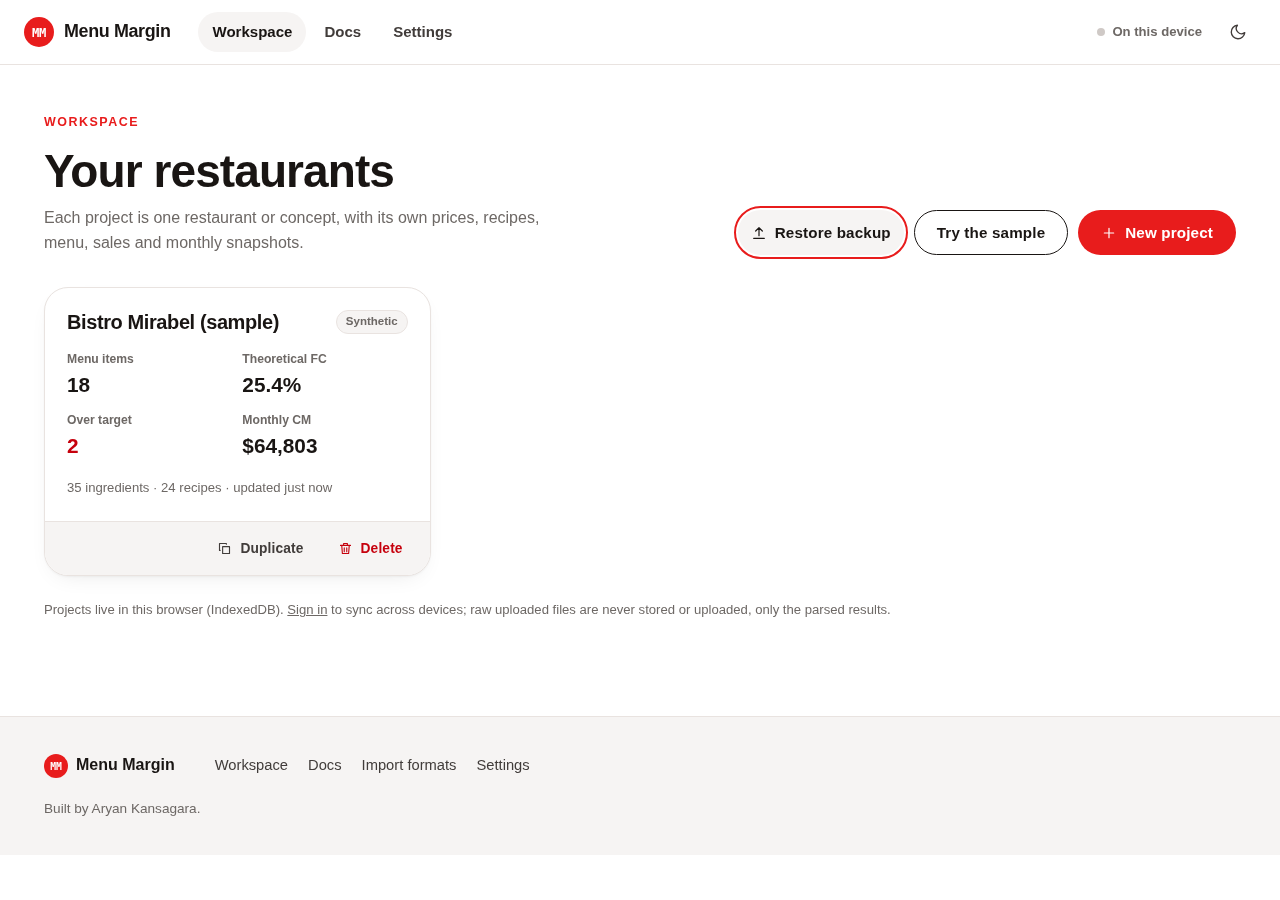 MM Menu Margin Workspace Docs Settings On this device
WORKSPACE
Your restaurants
Each project is one restaurant or concept, with its own prices, recipes,
menu, sales and monthly snapshots.
Restore backup Try the sample New project
Bistro Mirabel (sample) Synthetic
Menu items Theoretical FC
18 25.4%
Over target Monthly CM
2 $64,803
35 ingredients · 24 recipes · updated just now
Duplicate Delete
Projects live in this browser (IndexedDB). Sign in to sync across devices; raw uploaded files are never stored or uploaded, only the parsed results.
MM Menu Margin Workspace Docs Import formats Settings
Built by Aryan Kansagara.